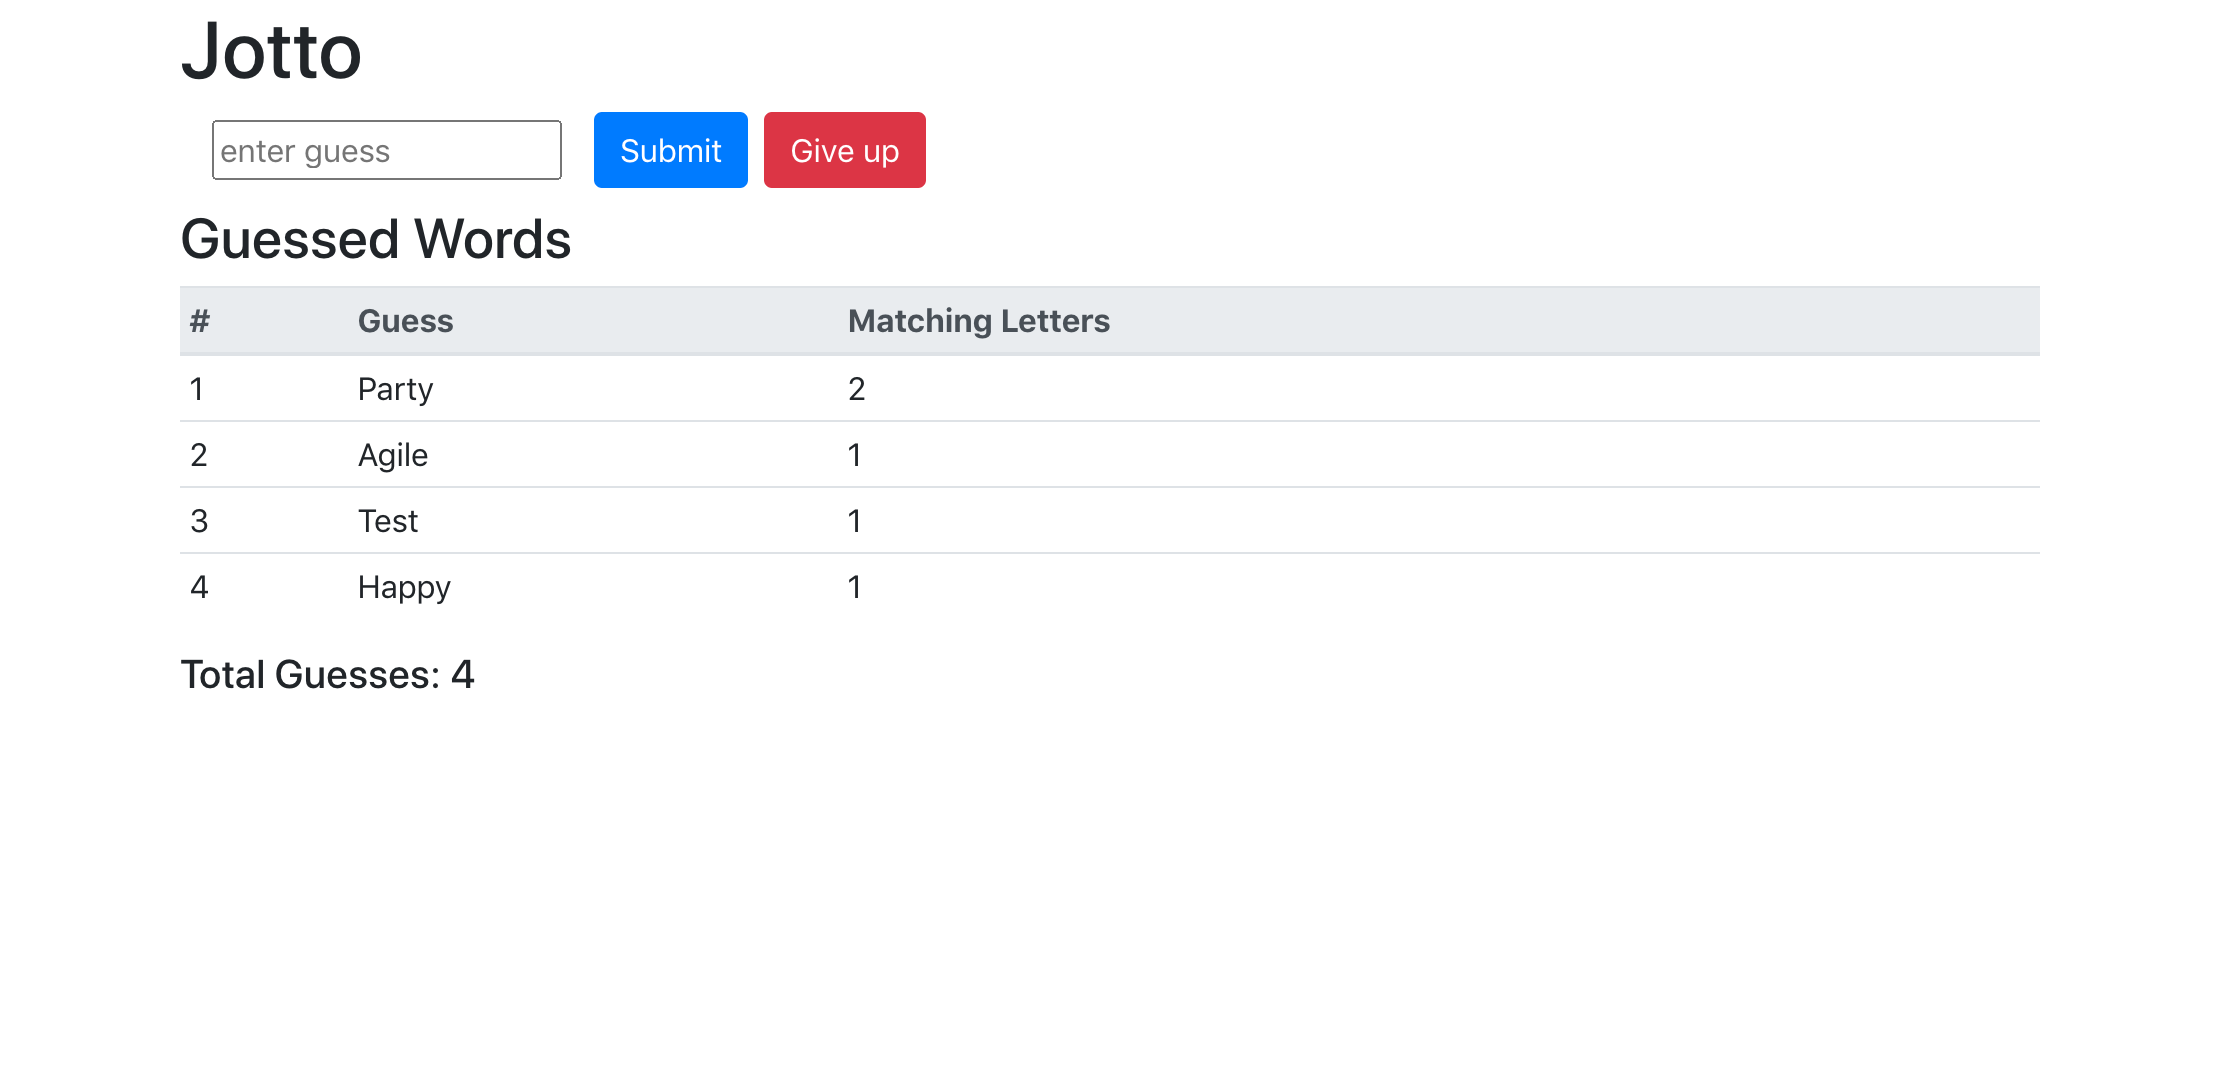 Jotto
enter guess Submit Give up
Guessed Words
# Guess Matching Letters
1 Party 2
2 Agile 1
3 Test 1
4 Happy 1
Total Guesses: 4